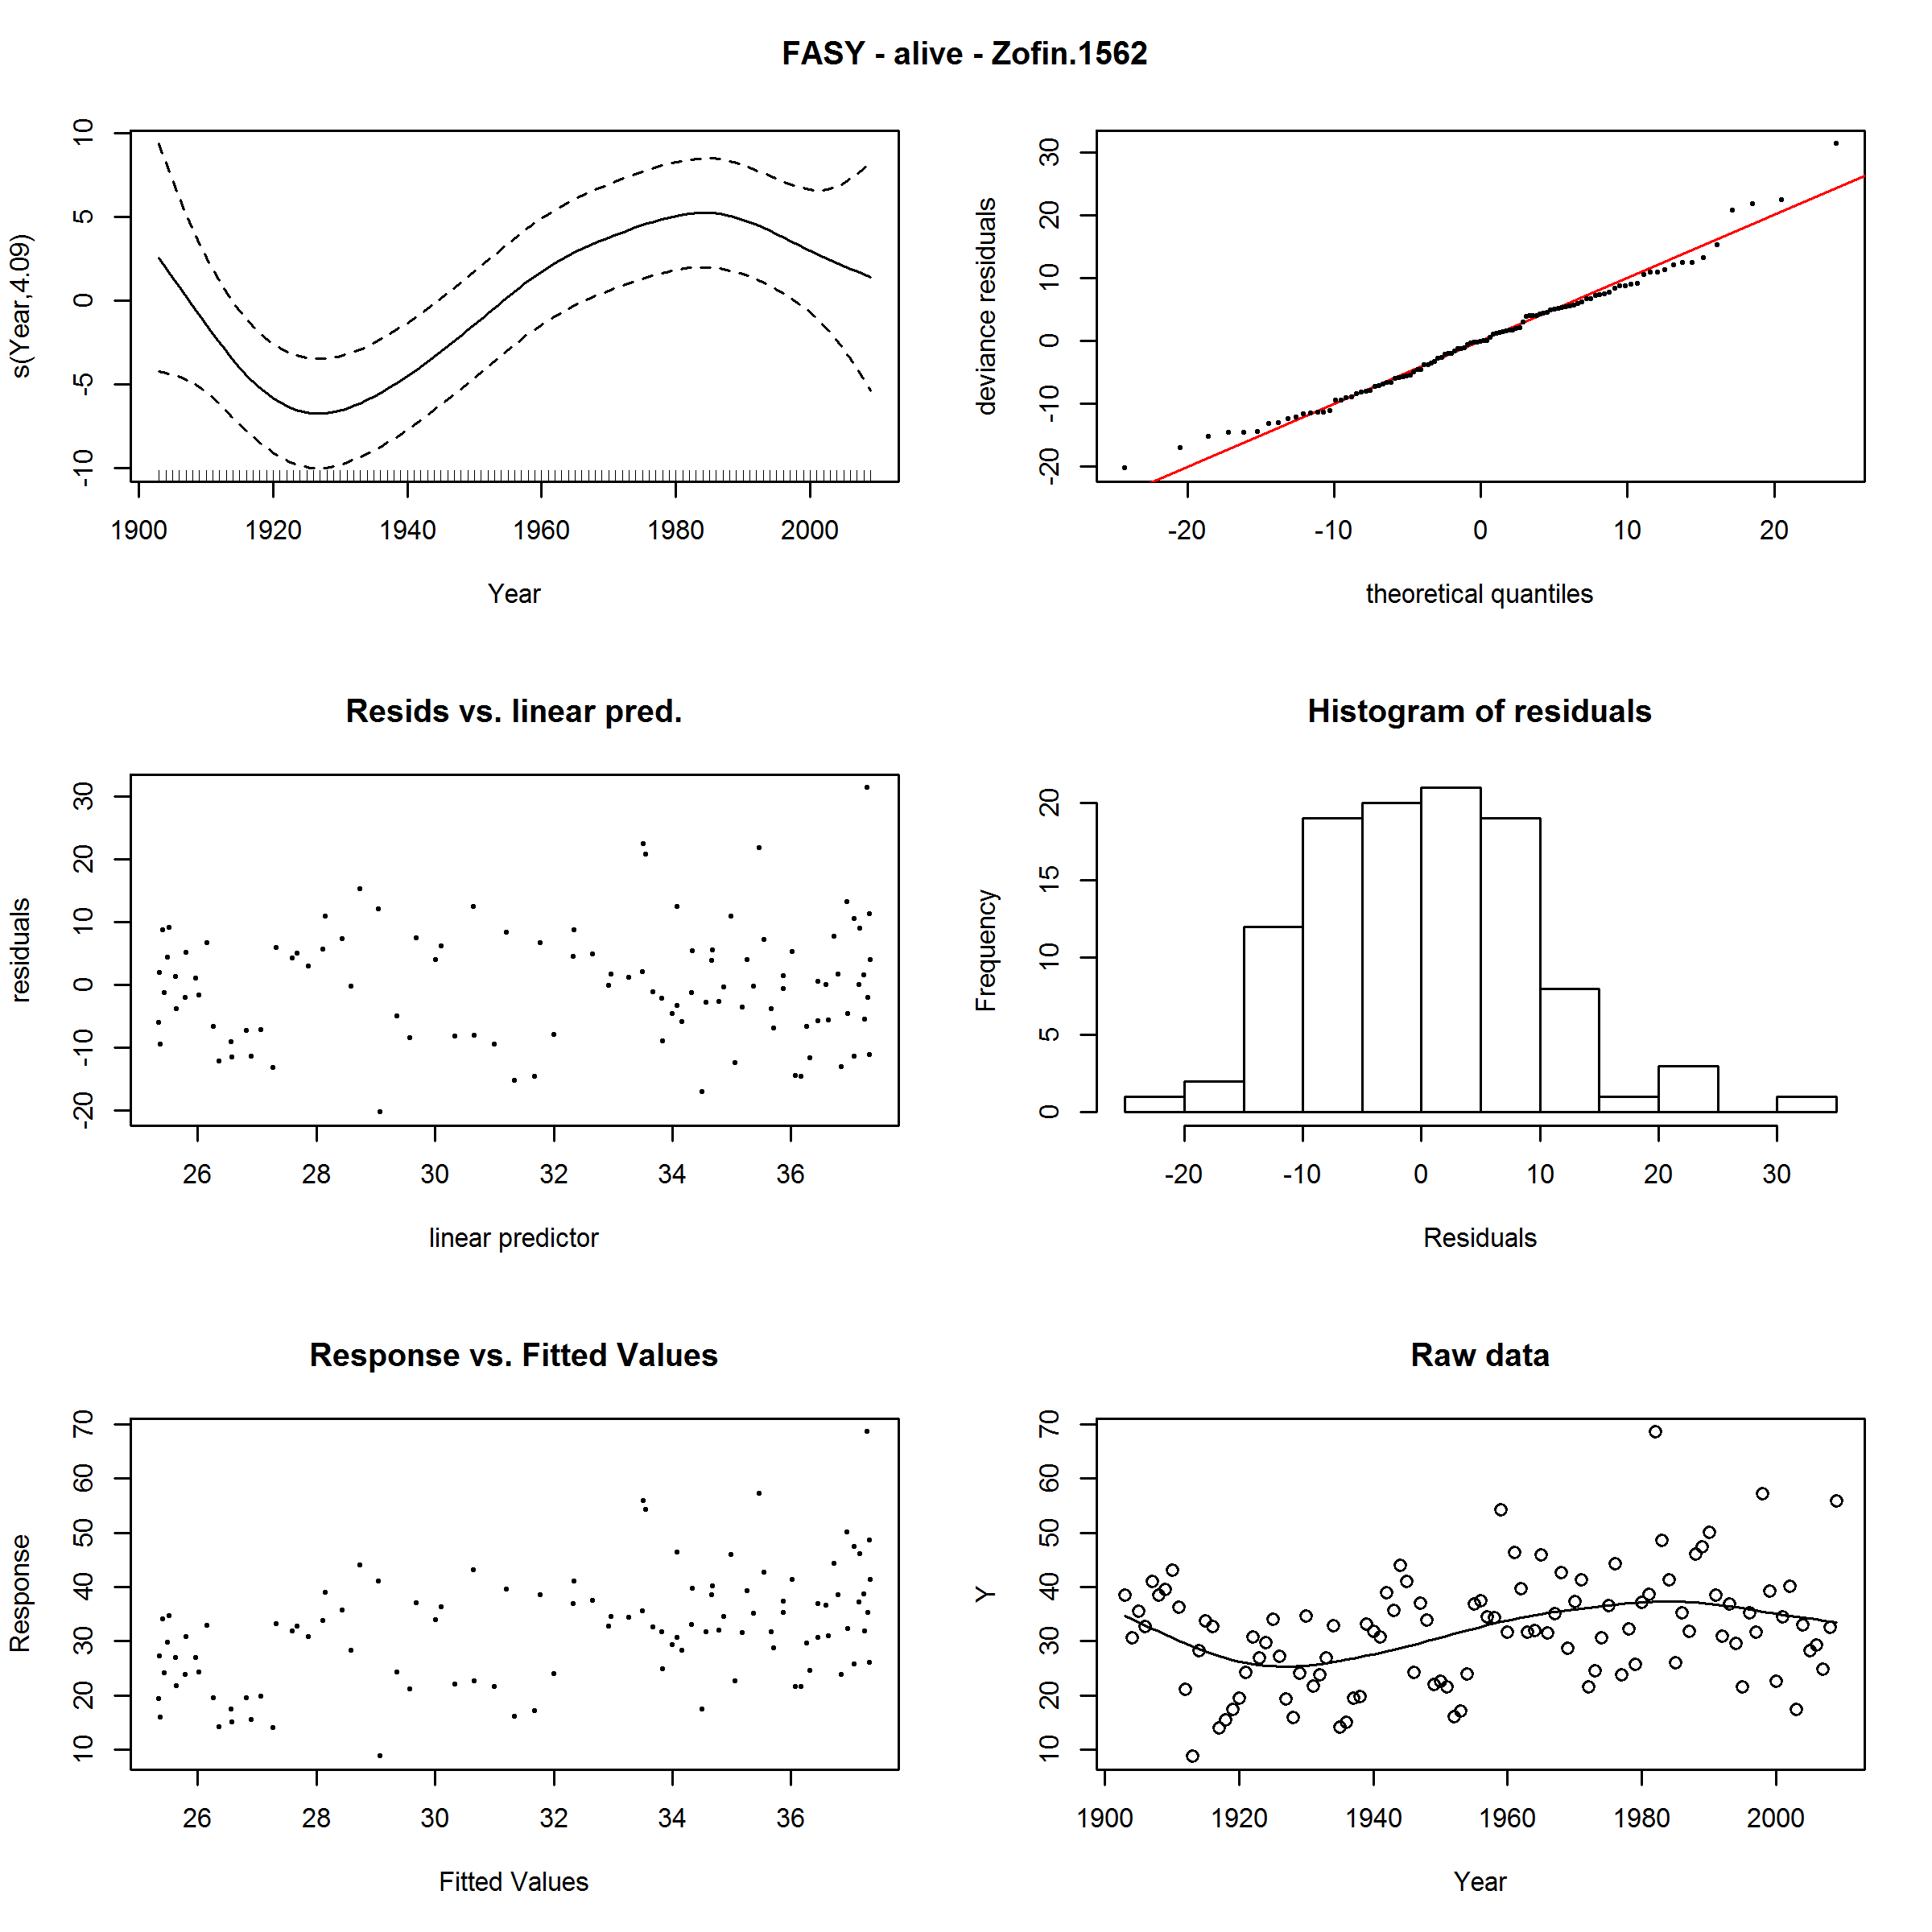 FASY - alive - Zofin.1562
s(Year,4.09)
10
5
0
-5
-10
1900 1920 1940 1960 1980 2000
Year
deviance residuals
30
20
10
0
-10
-20
-20 -10 0 10 20
theoretical quantiles
Resids vs. linear pred.
residuals
30
20
10
0
-10
-20
26 28 30 32 34 36
linear predictor
Histogram of residuals
Frequency
20
15
10
5
0
-20 -10 0 10 20 30
Residuals
Response vs. Fitted Values
Response
70
60
50
40
30
20
10
26 28 30 32 34 36
Fitted Values
Raw data
Y
70
60
50
40
30
20
10
1900 1920 1940 1960 1980 2000
Year